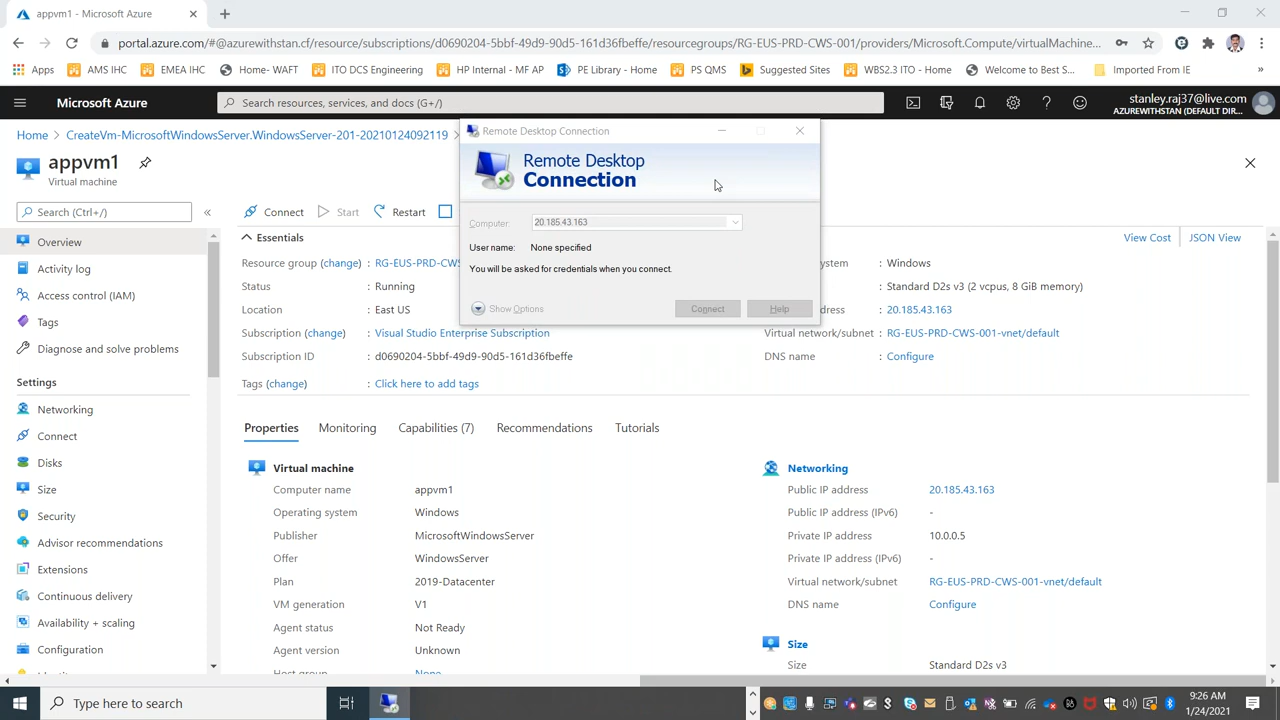 appvm1 - Microsoft Azure
portal.azure.com/#@azurewithstan.cf/resource/subscriptions/d0690204-5bbf-49d9-90d5-161d36fbeffe/resourcegroups/RG-EUS-PRD-CWS-001/providers/Microsoft.Compute/virtualMachine...
Apps
AMS IHC
EMEA IHC
Home- WAFT
ITO DCS Engineering
HP Internal - MF AP
PE Library - Home
PS QMS
Suggested Sites
WBS2.3 ITO - Home
Welcome to Best S...
Imported From IE
»
Microsoft Azure
Search resources, services, and docs (G+/)
stanley.raj37@live.com
AZUREWITHSTAN (DEFAULT DIR...
Home > CreateVm-MicrosoftWindowsServer.WindowsServer-201-20210124092119 >
appvm1
Virtual machine
Search (Ctrl+/)
«
Connect
Start
Restart
Remote Desktop Connection
Remote Desktop
Connection
Computer:
20.185.43.163
User name:
None specified
You will be asked for credentials when you connect.
Show Options
Connect
Help
Overview
Activity log
Access control (IAM)
Tags
Diagnose and solve problems
Settings
Networking
Connect
Disks
Size
Security
Advisor recommendations
Extensions
Continuous delivery
Availability + scaling
Configuration
Essentials
View Cost
JSON View
Resource group (change) : RG-EUS-PRD-CWS
Status : Running
Location : East US
Subscription (change) : Visual Studio Enterprise Subscription
Subscription ID : d0690204-5bbf-49d9-90d5-161d36fbeffe
Tags (change) : Click here to add tags
ystem : Windows
: Standard D2s v3 (2 vcpus, 8 GiB memory)
dress : 20.185.43.163
Virtual network/subnet : RG-EUS-PRD-CWS-001-vnet/default
DNS name : Configure
Properties
Monitoring
Capabilities (7)
Recommendations
Tutorials
Virtual machine
Computer name appvm1
Operating system Windows
Publisher MicrosoftWindowsServer
Offer WindowsServer
Plan 2019-Datacenter
VM generation V1
Agent status Not Ready
Agent version Unknown
Host group None
Networking
Public IP address 20.185.43.163
Public IP address (IPv6) -
Private IP address 10.0.0.5
Private IP address (IPv6) -
Virtual network/subnet RG-EUS-PRD-CWS-001-vnet/default
DNS name Configure
Size
Size Standard D2s v3
Type here to search
9:26 AM
1/24/2021